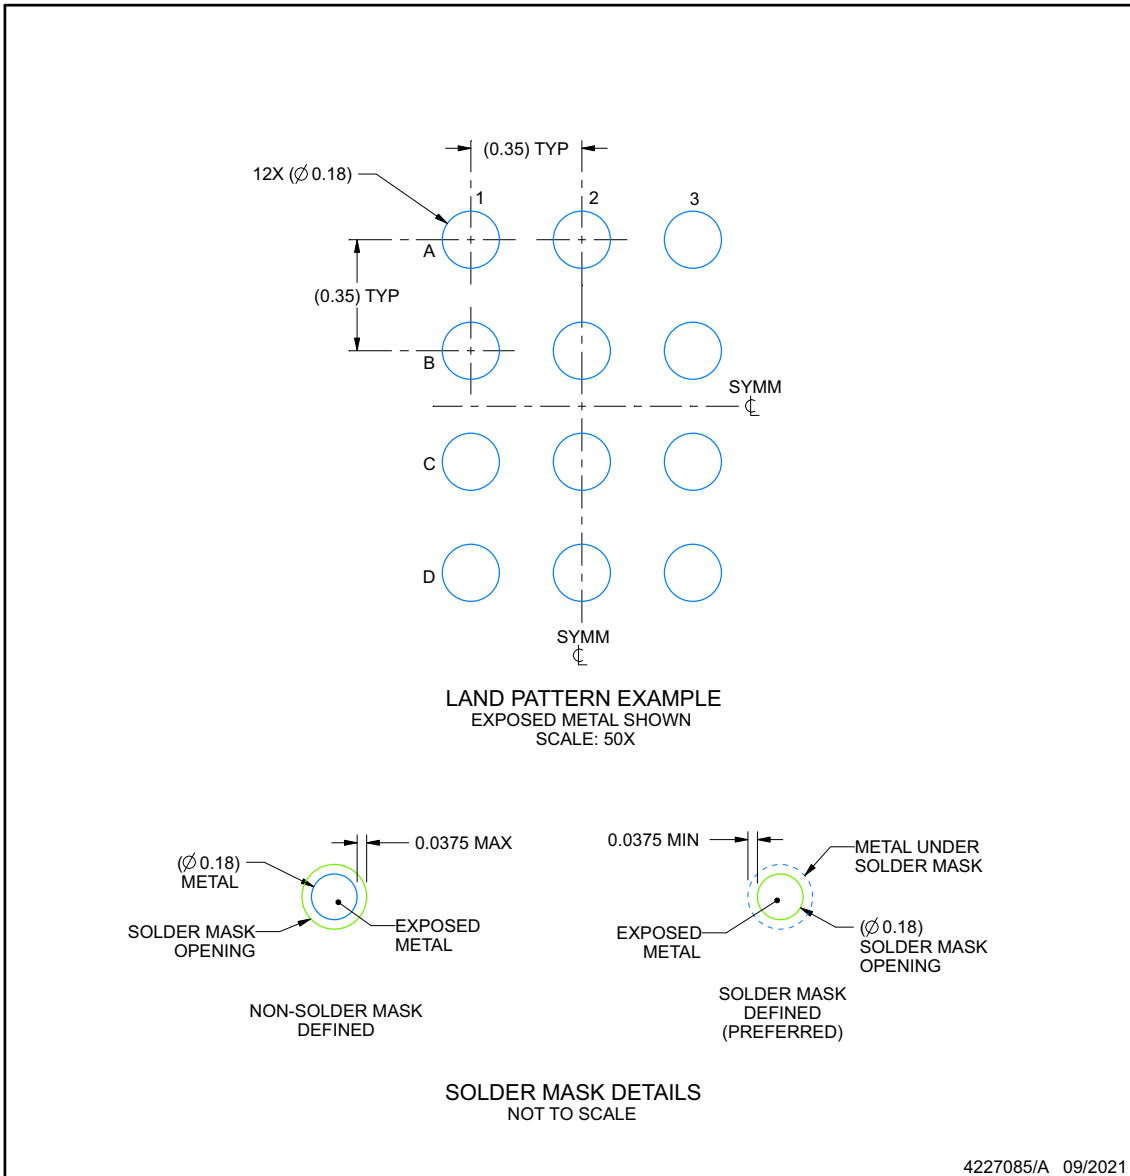 (0.35) TYP
12X (∅ 0.18)
1
2
3
A
(0.35) TYP
B
SYMM
℄
C
D
SYMM
℄
LAND PATTERN EXAMPLE
EXPOSED METAL SHOWN
SCALE: 50X
0.0375 MAX
(∅ 0.18)
METAL
SOLDER MASK
OPENING
EXPOSED
METAL
NON-SOLDER MASK
DEFINED
0.0375 MIN
METAL UNDER
SOLDER MASK
EXPOSED
METAL
(∅ 0.18)
SOLDER MASK
OPENING
SOLDER MASK
DEFINED
(PREFERRED)
SOLDER MASK DETAILS
NOT TO SCALE
4227085/A 09/2021